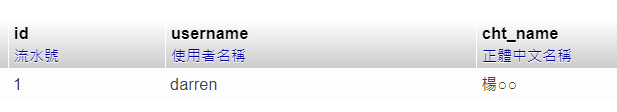 id username cht_name
流水號 使用者名稱 正體中文名稱
1 darren 楊○○